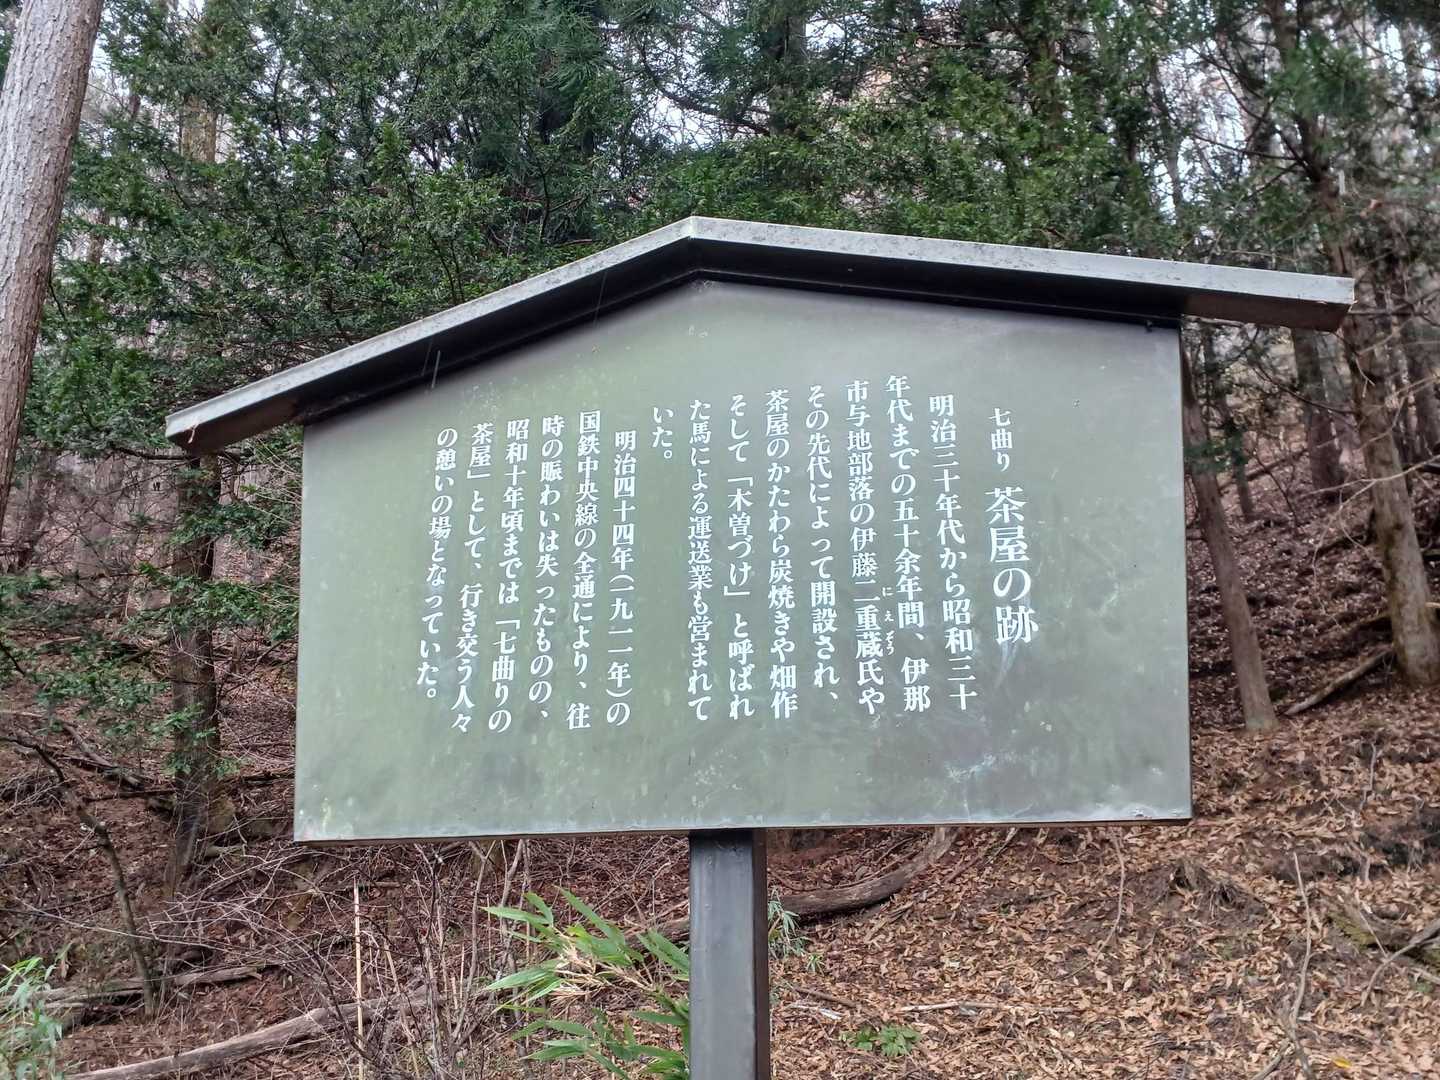 七曲り 茶屋の跡
明治三十年代から昭和三十
年代までの五十余年間、伊那
市与地部落の伊藤二重蔵氏や
にえぞう
その先代によって開設され、
茶屋のかたわら炭焼きや畑作
そして「木曽づけ」と呼ばれ
た馬による運送業も営まれて
いた。
明治四十四年(一九一一年)の
国鉄中央線の全通により、往
時の賑わいは失ったものの、
昭和十年頃までは「七曲りの
茶屋」として、行き交う人々
の憩いの場となっていた。